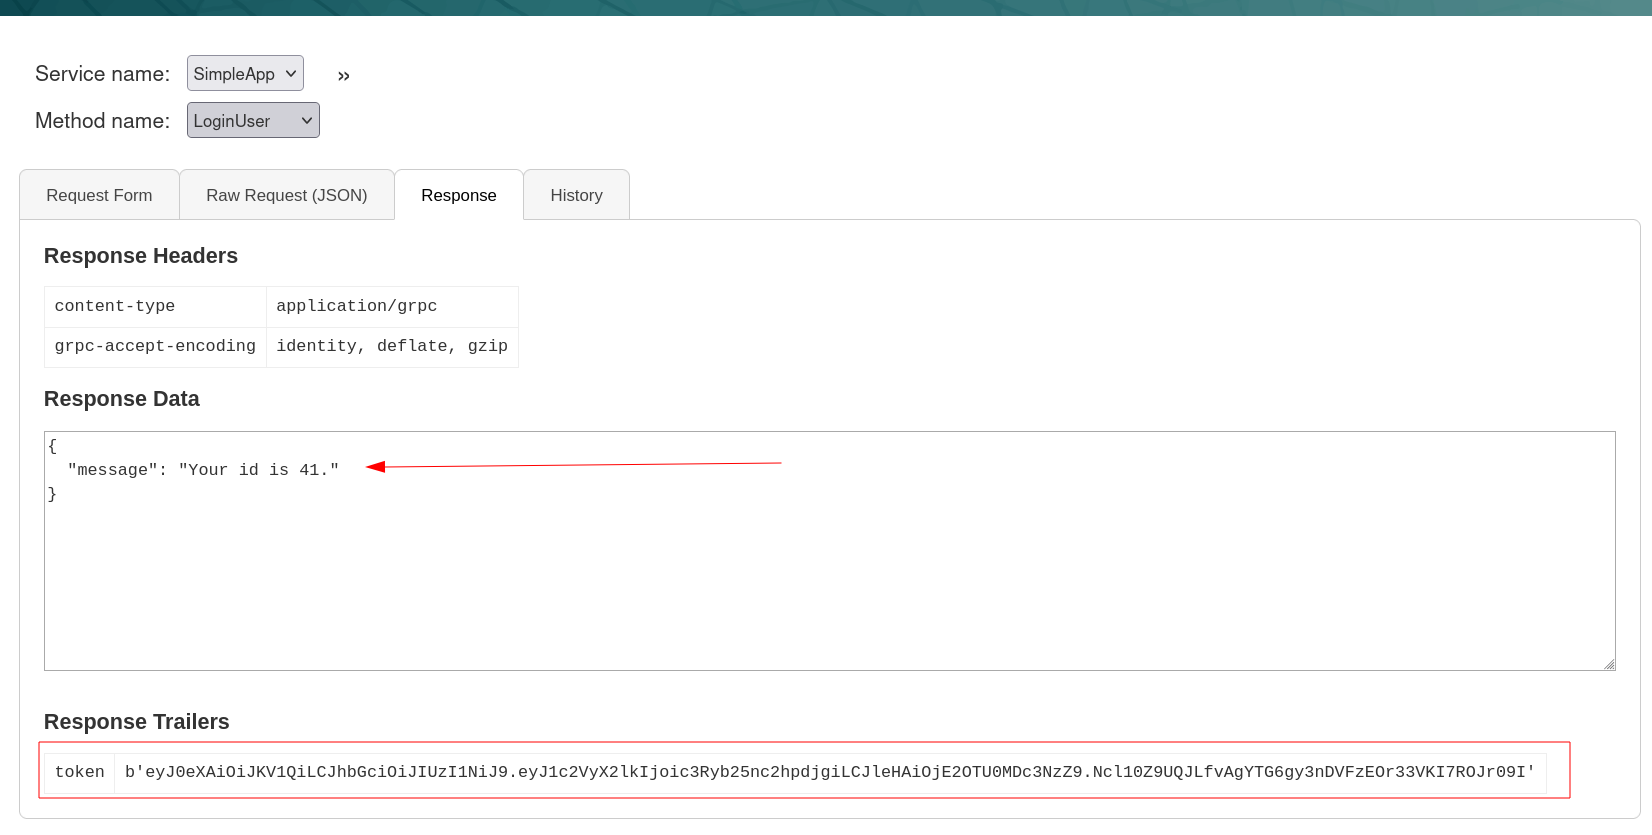 Service name: SimpleApp »
Method name: LoginUser
Request Form Raw Request (JSON) Response History
Response Headers
content-type application/grpc
grpc-accept-encoding identity, deflate, gzip
Response Data
{
"message": "Your id is 41."
}
Response Trailers
token b'eyJ0eXAiOiJKV1QiLCJhbGciOiJIUzI1NiJ9.eyJ1c2VyX2lkIjoic3Ryb25nc2hpdjgiLCJleHAiOjE2OTU0MDc3NzZ9.Ncl10Z9UQJLfvAgYTG6gy3nDVFzEOr33VKI7ROJr09I'